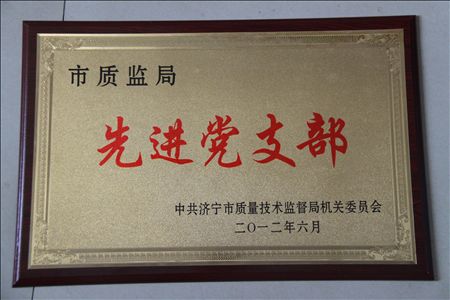 市质监局
先进党支部
中共济宁市质量技术监督局机关委员会
二〇一二年六月